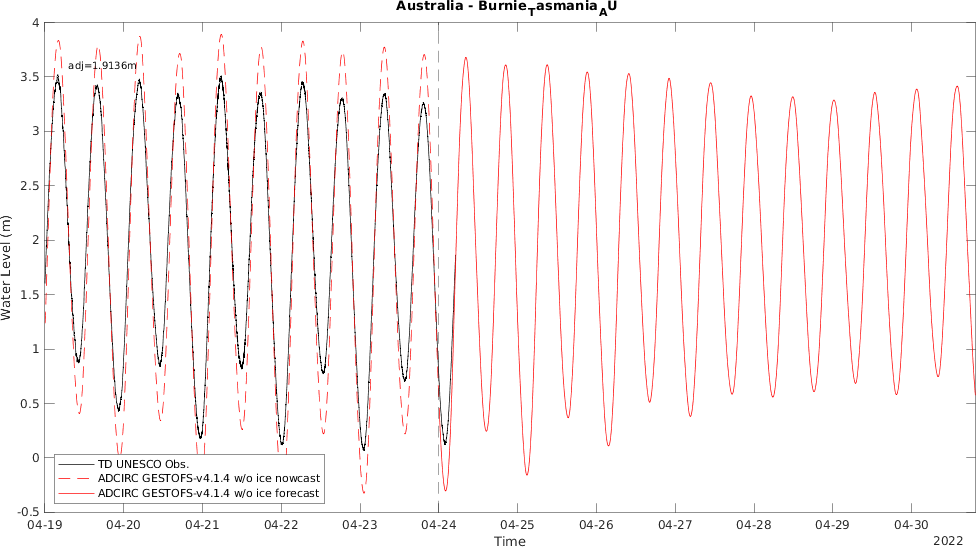 Australia - BurnieTasmaniaAU
4
3.5
3
2.5
2
1.5
1
0.5
0
-0.5
Water Level (m)
adj=1.9136m
TD UNESCO Obs.
ADCIRC GESTOFS-v4.1.4 w/o ice nowcast
ADCIRC GESTOFS-v4.1.4 w/o ice forecast
04-19 04-20 04-21 04-22 04-23 04-24 04-25 04-26 04-27 04-28 04-29 04-30
Time
2022